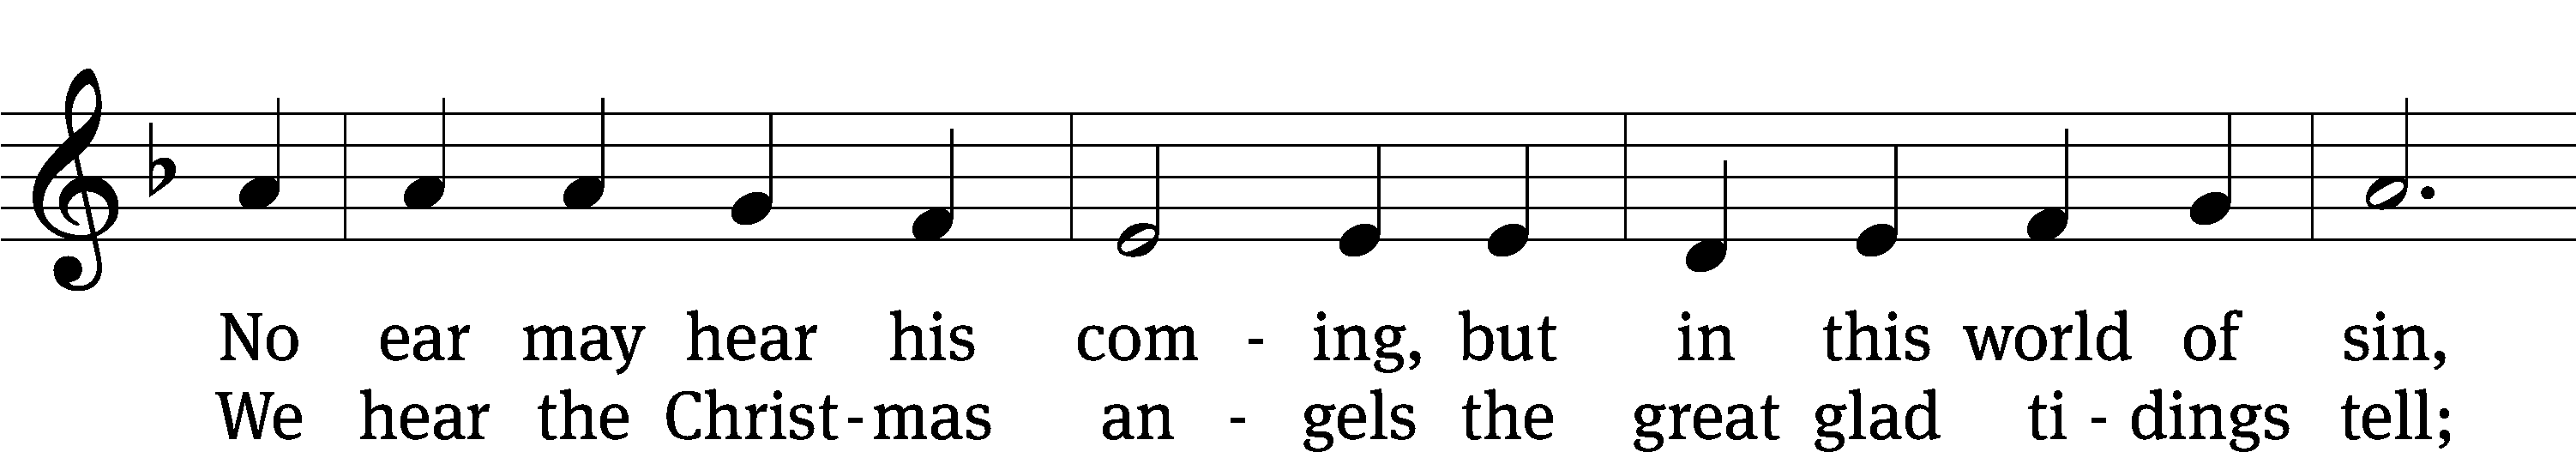 No ear may hear his com - ing, but in this world of sin,
We hear the Christ - mas an - gels the great glad ti - dings tell;